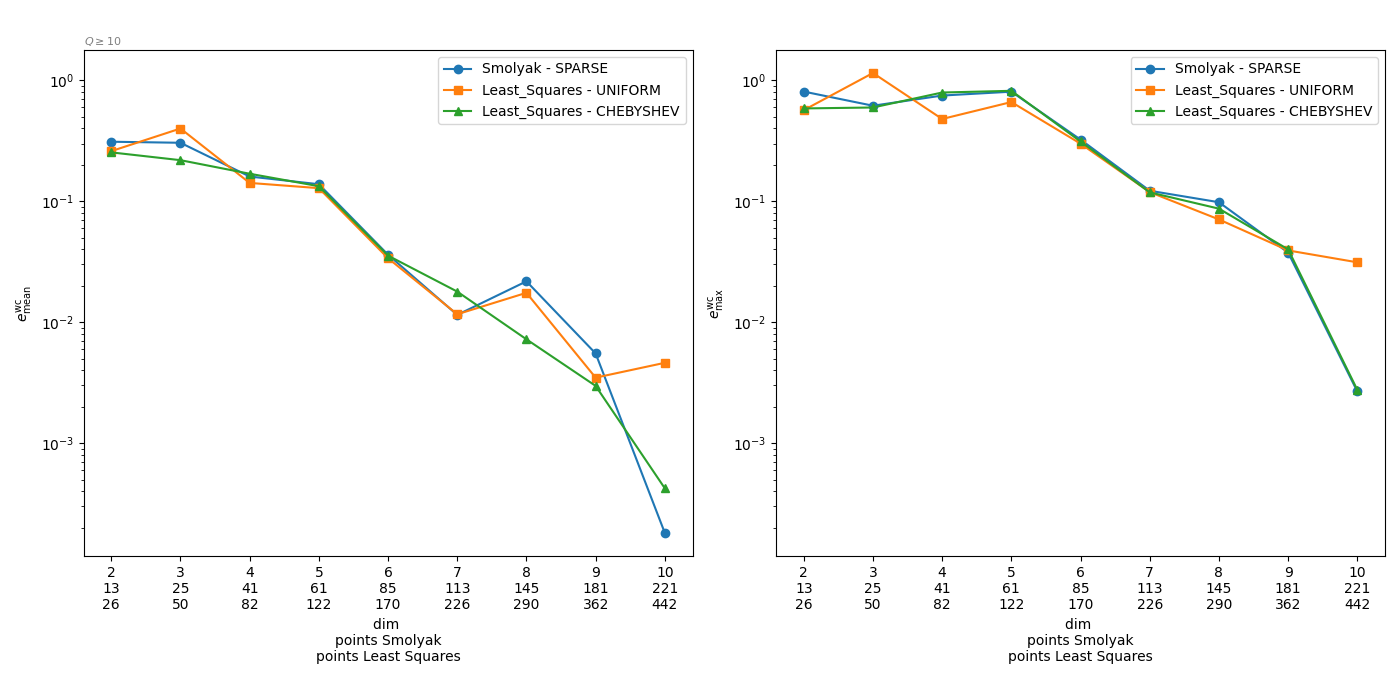 Q ≥ 10
10⁰
10⁻¹
10⁻²
10⁻³
e^wc_mean
Smolyak - SPARSE
Least_Squares - UNIFORM
Least_Squares - CHEBYSHEV
2 3 4 5 6 7 8 9 10
13 25 41 61 85 113 145 181 221
26 50 82 122 170 226 290 362 442
dim
points Smolyak
points Least Squares
10⁰
10⁻¹
10⁻²
10⁻³
e^wc_max
Smolyak - SPARSE
Least_Squares - UNIFORM
Least_Squares - CHEBYSHEV
2 3 4 5 6 7 8 9 10
13 25 41 61 85 113 145 181 221
26 50 82 122 170 226 290 362 442
dim
points Smolyak
points Least Squares